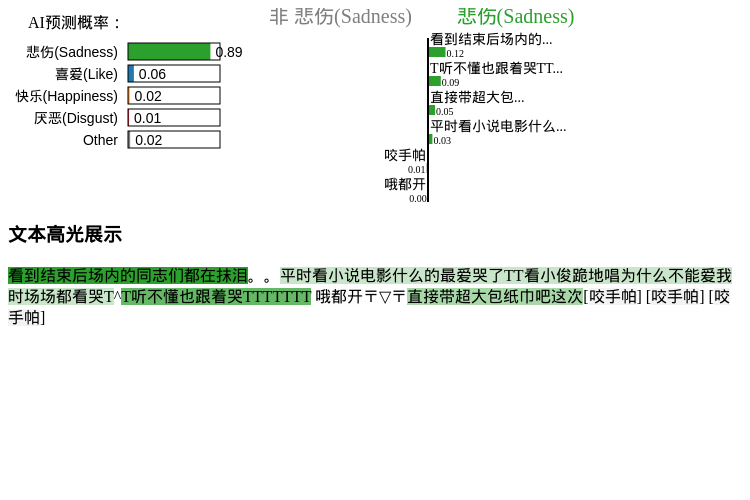 AI预测概率：
悲伤(Sadness) 0.89
喜爱(Like) 0.06
快乐(Happiness) 0.02
厌恶(Disgust) 0.01
Other 0.02
非 悲伤(Sadness) 悲伤(Sadness)
看到结束后场内的...
0.12
T听不懂也跟着哭TT...
0.09
直接带超大包...
0.05
平时看小说电影什么...
0.03
咬手帕
0.01
哦都开
0.00
文本高光展示
看到结束后场内的同志们都在抹泪。。平时看小说电影什么的最爱哭了TT看小俊跪地唱为什么不能爱我
时场场都看哭T^T听不懂也跟着哭TTTTTTT 哦都开〒▽〒直接带超大包纸巾吧这次[咬手帕] [咬手帕] [咬
手帕]